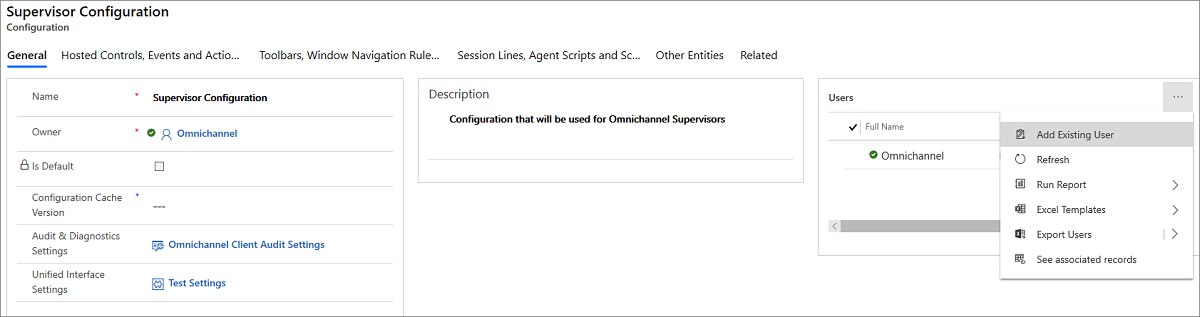 Supervisor Configuration
Configuration
General Hosted Controls, Events and Actio... Toolbars, Window Navigation Rule... Session Lines, Agent Scripts and Sc... Other Entities Related
Name * Supervisor Configuration
Owner * Omnichannel
Is Default
Configuration Cache
Version
+
---
Audit & Diagnostics
Settings
Omnichannel Client Audit Settings
Unified Interface
Settings
Test Settings
Description
Configuration that will be used for Omnichannel Supervisors
Users ...
Full Name
Omnichannel
Add Existing User
Refresh
Run Report
Excel Templates
Export Users
See associated records